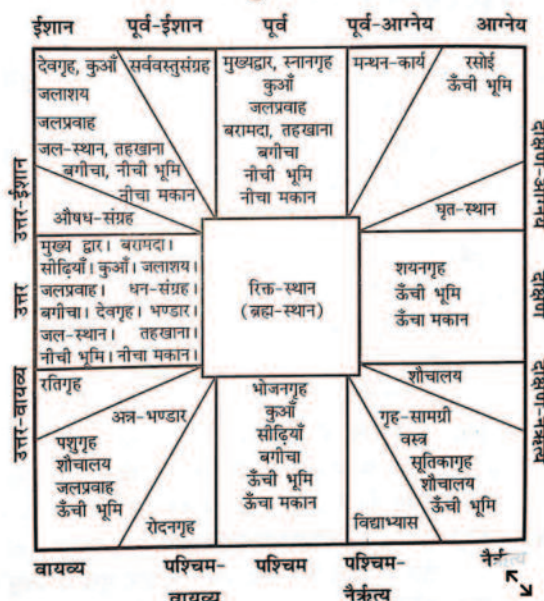 ईशान पूर्व-ईशान पूर्व पूर्व-आग्नेय आग्नेय
देवगृह, कुआँ
जलाशय
जलप्रवाह
जल-स्थान, तहखाना
बगीचा, नीची भूमि
नीचा मकान
सर्ववस्तुसंग्रह
मुख्यद्वार, स्नानगृह
कुआँ
जलप्रवाह
बरामदा, तहखाना
बगीचा
नीची भूमि
नीचा मकान
मन्थन-कार्य
रसोई
ऊँची भूमि
उत्तर-ईशान
औषध-संग्रह
घृत-स्थान
दक्षिण-आग्नेय
उत्तर
मुख्य द्वार। बरामदा।
सीढ़ियाँ। कुआँ। जलाशय।
जलप्रवाह। धन-संग्रह।
बगीचा। देवगृह। भण्डार।
जल-स्थान। तहखाना।
नीची भूमि। नीचा मकान।
रिक्त-स्थान
(ब्रह्म-स्थान)
शयनगृह
ऊँची भूमि
ऊँचा मकान
दक्षिण
उत्तर-वायव्य
रतिगृह
अन्न-भण्डार
पशुगृह
शौचालय
जलप्रवाह
ऊँची भूमि
रोदनगृह
भोजनगृह
कुआँ
सीढ़ियाँ
बगीचा
ऊँची भूमि
ऊँचा मकान
शौचालय
गृह-सामग्री
वस्त्र
सूतिकागृह
शौचालय
ऊँची भूमि
विद्याभ्यास
दक्षिण-नैर्ऋत्य
वायव्य पश्चिम- पश्चिम पश्चिम- नैर्ऋत्य
वायव्य नैर्ऋत्य